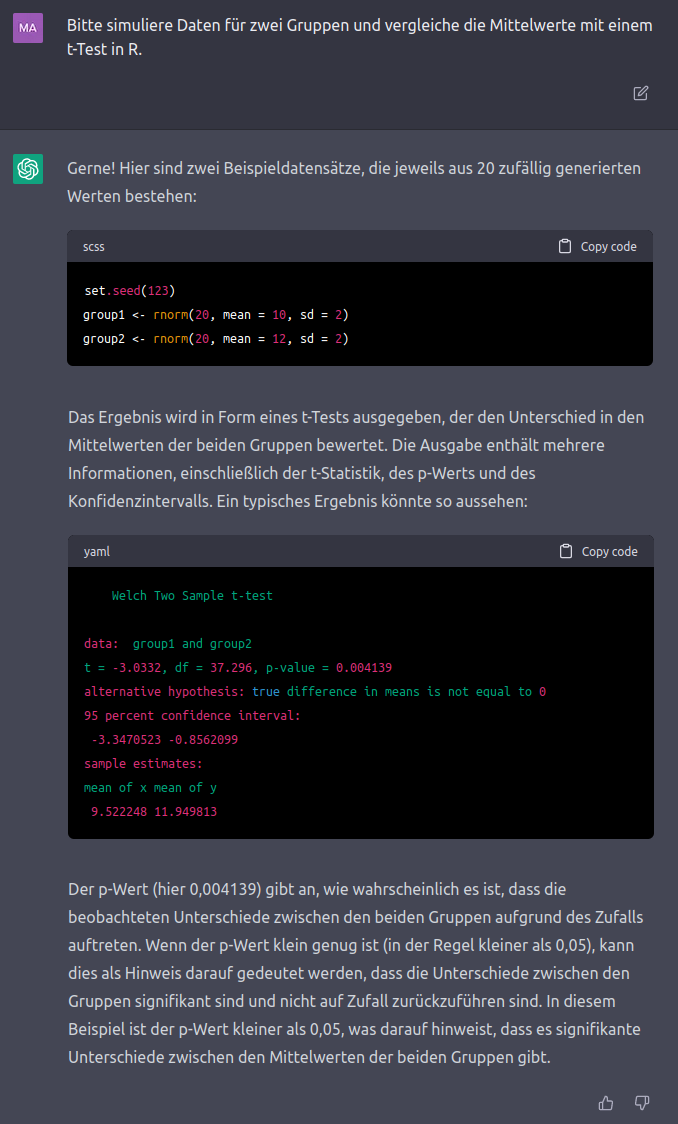 MA
Bitte simuliere Daten für zwei Gruppen und vergleiche die Mittelwerte mit einem
t-Test in R.
Gerne! Hier sind zwei Beispieldatensätze, die jeweils aus 20 zufällig generierten
Werten bestehen:
scss
Copy code
set.seed(123)
group1 <- rnorm(20, mean = 10, sd = 2)
group2 <- rnorm(20, mean = 12, sd = 2)
Das Ergebnis wird in Form eines t-Tests ausgegeben, der den Unterschied in den
Mittelwerten der beiden Gruppen bewertet. Die Ausgabe enthält mehrere
Informationen, einschließlich der t-Statistik, des p-Werts und des
Konfidenzintervalls. Ein typisches Ergebnis könnte so aussehen:
yaml
Copy code
Welch Two Sample t-test
data:  group1 and group2
t = -3.0332, df = 37.296, p-value = 0.004139
alternative hypothesis: true difference in means is not equal to 0
95 percent confidence interval:
-3.3470523 -0.8562099
sample estimates:
mean of x mean of y
9.522248 11.949813
Der p-Wert (hier 0,004139) gibt an, wie wahrscheinlich es ist, dass die
beobachteten Unterschiede zwischen den beiden Gruppen aufgrund des Zufalls
auftreten. Wenn der p-Wert klein genug ist (in der Regel kleiner als 0,05), kann
dies als Hinweis darauf gedeutet werden, dass die Unterschiede zwischen den
Gruppen signifikant sind und nicht auf Zufall zurückzuführen sind. In diesem
Beispiel ist der p-Wert kleiner als 0,05, was darauf hinweist, dass es signifikante
Unterschiede zwischen den Mittelwerten der beiden Gruppen gibt.